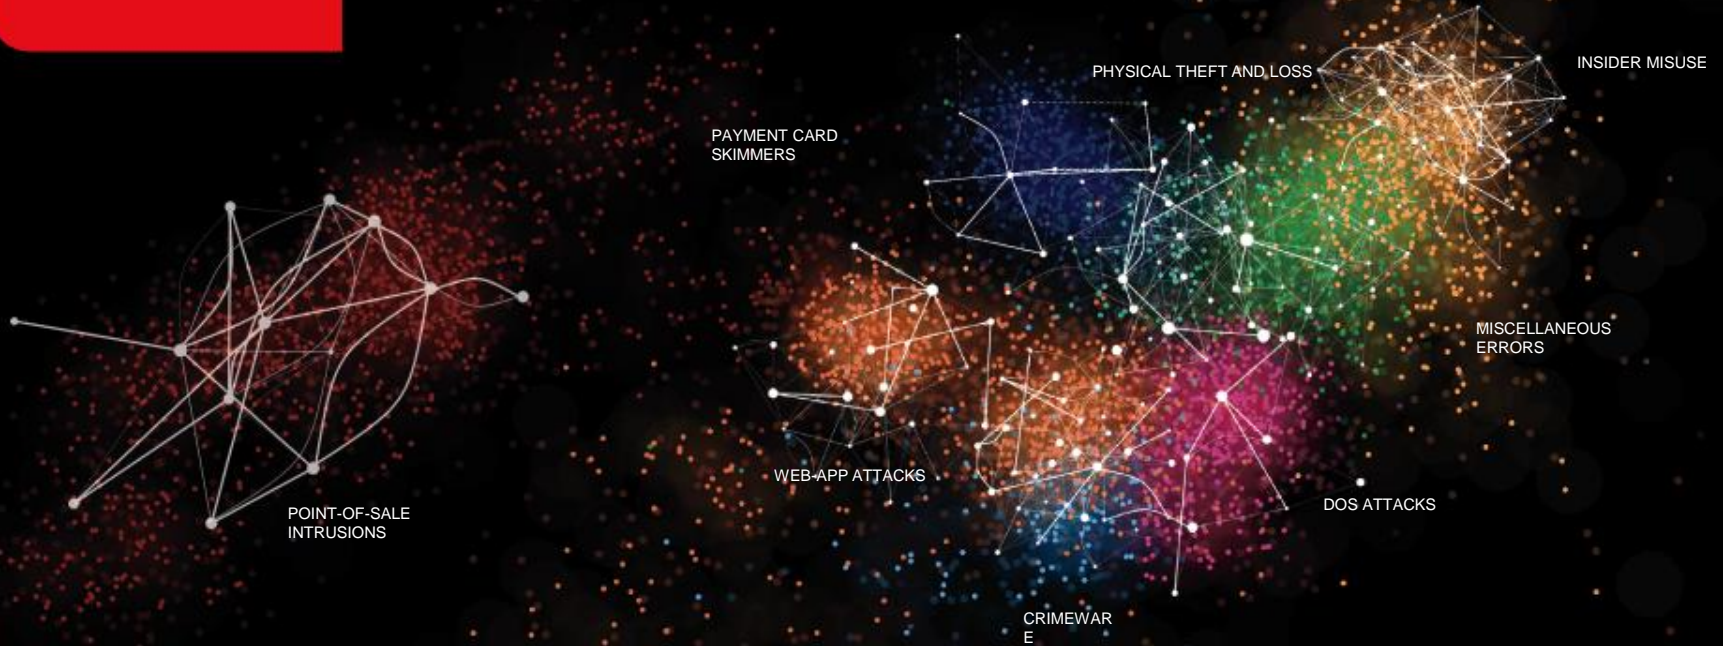 PHYSICAL THEFT AND LOSS
INSIDER MISUSE
PAYMENT CARD
SKIMMERS
MISCELLANEOUS
ERRORS
WEB-APP ATTACKS
POINT-OF-SALE
INTRUSIONS
DOS ATTACKS
CRIMEWAR
E